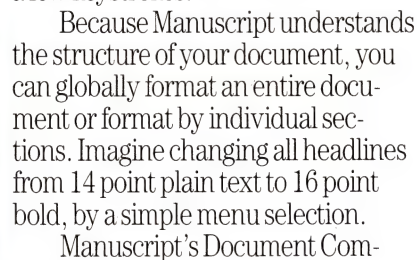 Because Manuscript understands
the structure of your document, you
can globally format an entire docu-
ment or format by individual sec-
tions. Imagine changing all headlines
from 14 point plain text to 16 point
bold, by a simple menu selection.
Manuscript's Document Com-